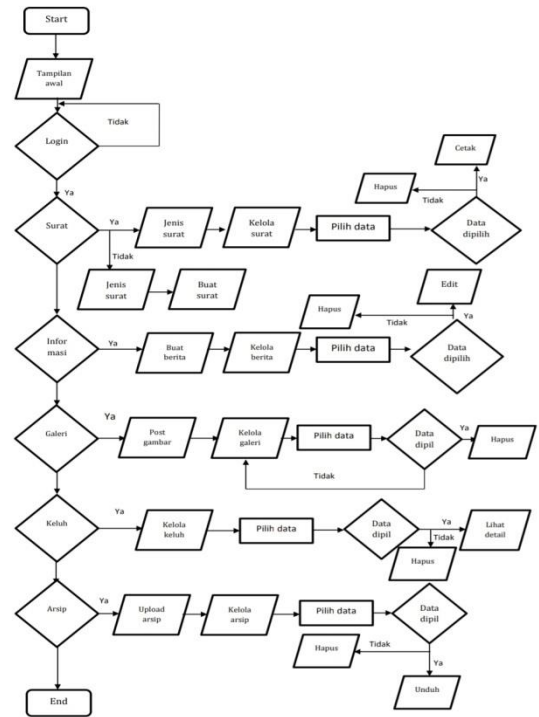 Start
Tampilan
awal
Tidak
Login
Ya
Cetak
Hapus
Ya
Tidak
Surat
Ya
Jenis
surat
Kelola
surat
Pilih data
Data
dipilih
Tidak
Jenis
surat
Buat
surat
Edit
Hapus
Tidak
Ya
Infor
masi
Ya
Buat
berita
Kelola
berita
Pilih data
Data
dipilih
Galeri
Ya
Post
gambar
Kelola
galeri
Pilih data
Data
dipil
Ya
Hapus
Tidak
Keluh
Ya
Kelola
keluh
Pilih data
Data
dipil
Ya
Tidak
Lihat
detail
Hapus
Arsip
Ya
Upload
arsip
Kelola
arsip
Pilih data
Data
dipil
Hapus
Tidak
Ya
Unduh
End